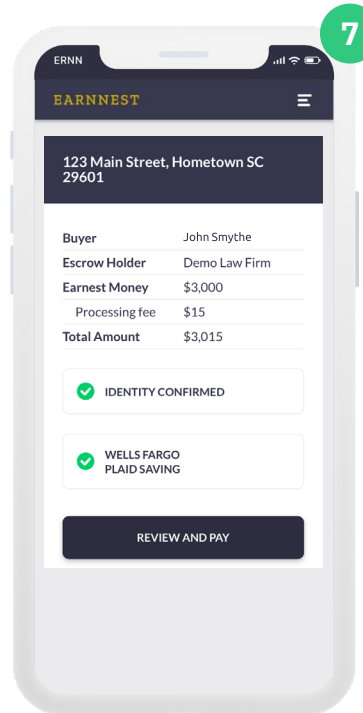 7
ERNN
EARNNEST
123 Main Street, Hometown SC
29601
Buyer John Smythe
Escrow Holder Demo Law Firm
Earnest Money $3,000
Processing fee $15
Total Amount $3,015
IDENTITY CONFIRMED
WELLS FARGO
PLAID SAVING
REVIEW AND PAY